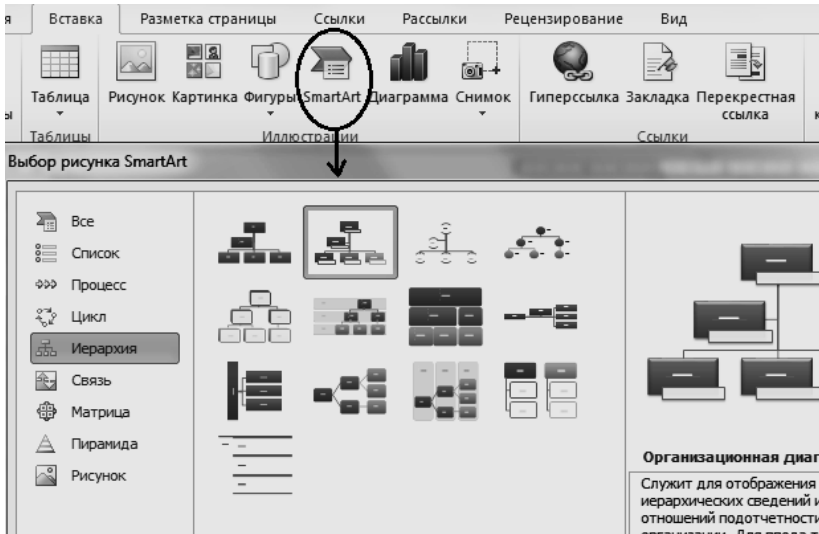 я Вставка Разметка страницы Ссылки Рассылки Рецензирование Вид
Таблица Рисунок Картинка Фигуры SmartArt Диаграмма Снимок Гиперссылка Закладка Перекрестная
ы ссылка
Таблицы Иллюстрации Ссылки
Выбор рисунка SmartArt
Все
Список
Процесс
Цикл
Иерархия
Связь
Матрица
Пирамида
Рисунок
Организационная диаг
Служит для отображения
иерархических сведений и
отношений подотчетности